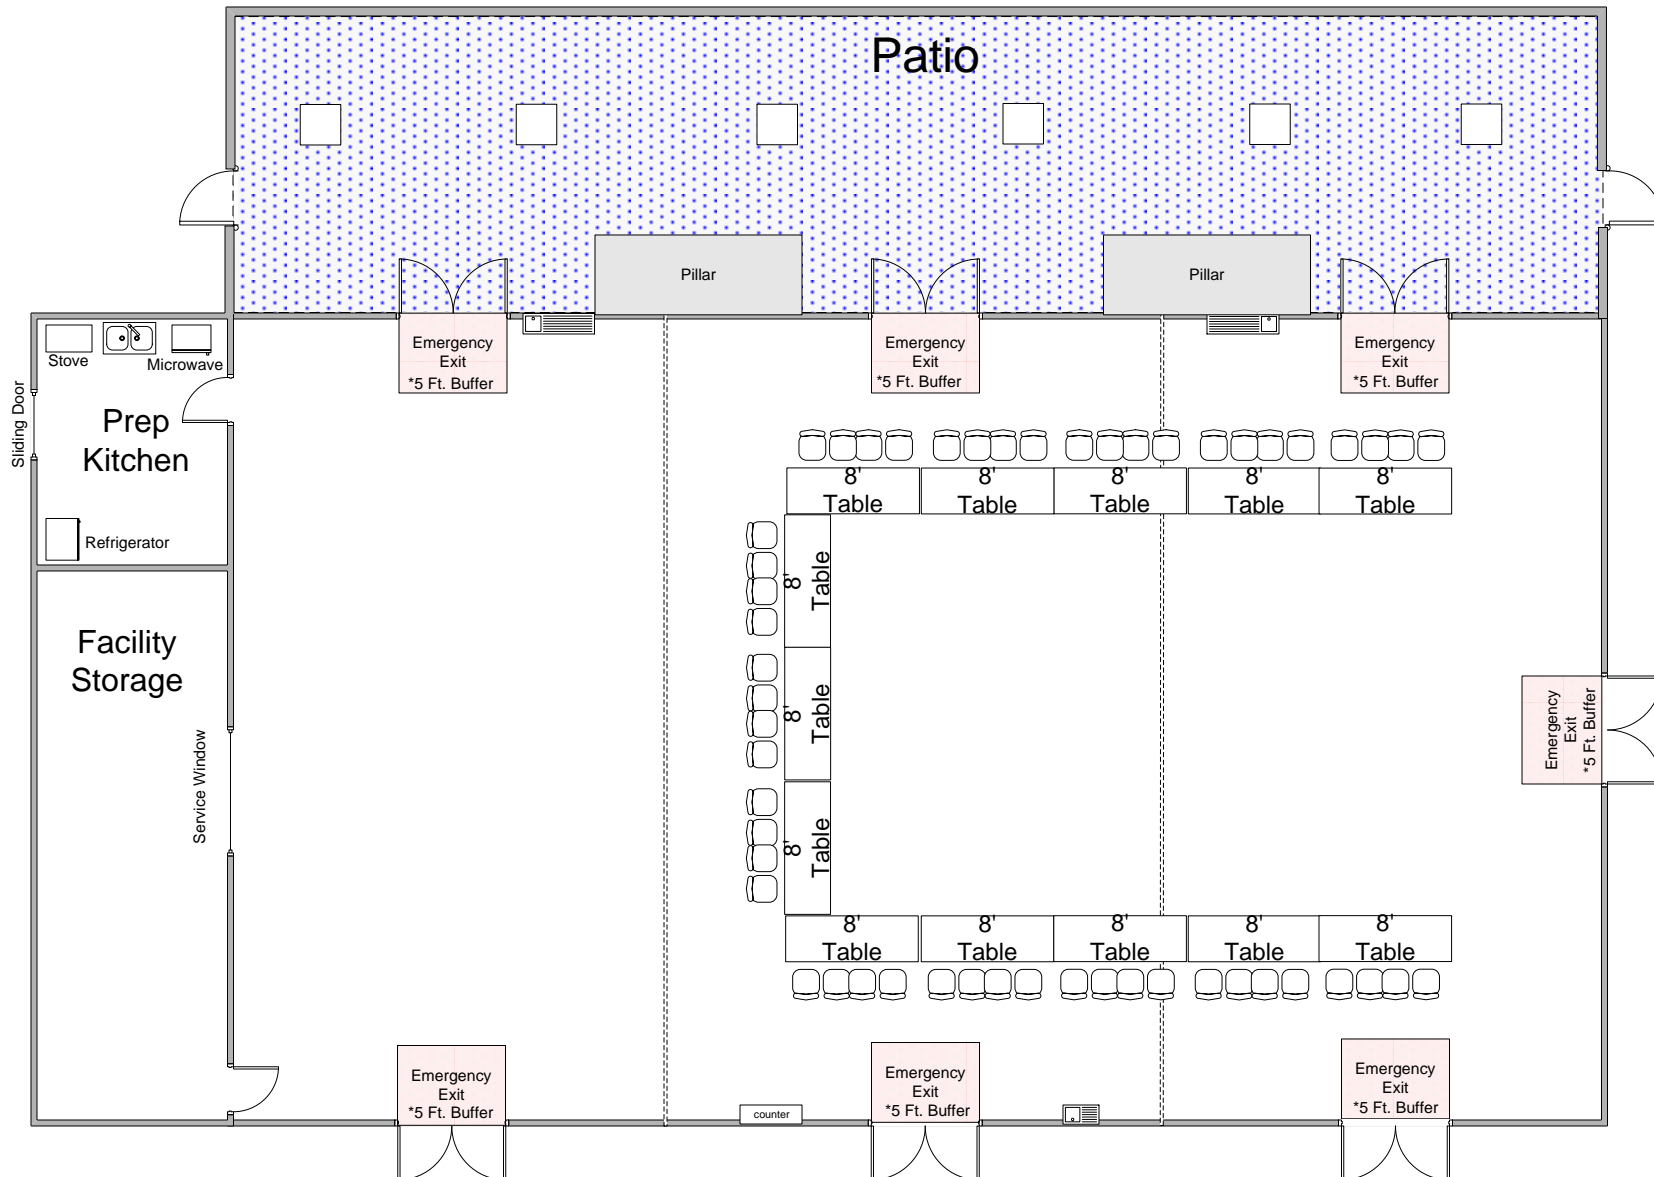 Patio
Pillar
Pillar
Emergency
Exit
*5 Ft. Buffer
Emergency
Exit
*5 Ft. Buffer
Emergency
Exit
*5 Ft. Buffer
Stove
Microwave
Sliding Door
Prep
Kitchen
Refrigerator
8'
Table
8'
Table
8'
Table
8'
Table
8'
Table
8'
Table
8'
Table
8'
Table
Facility
Storage
Service Window
Emergency
Exit
*5 Ft. Buffer
8'
Table
8'
Table
8'
Table
8'
Table
8'
Table
Emergency
Exit
*5 Ft. Buffer
counter
Emergency
Exit
*5 Ft. Buffer
Emergency
Exit
*5 Ft. Buffer